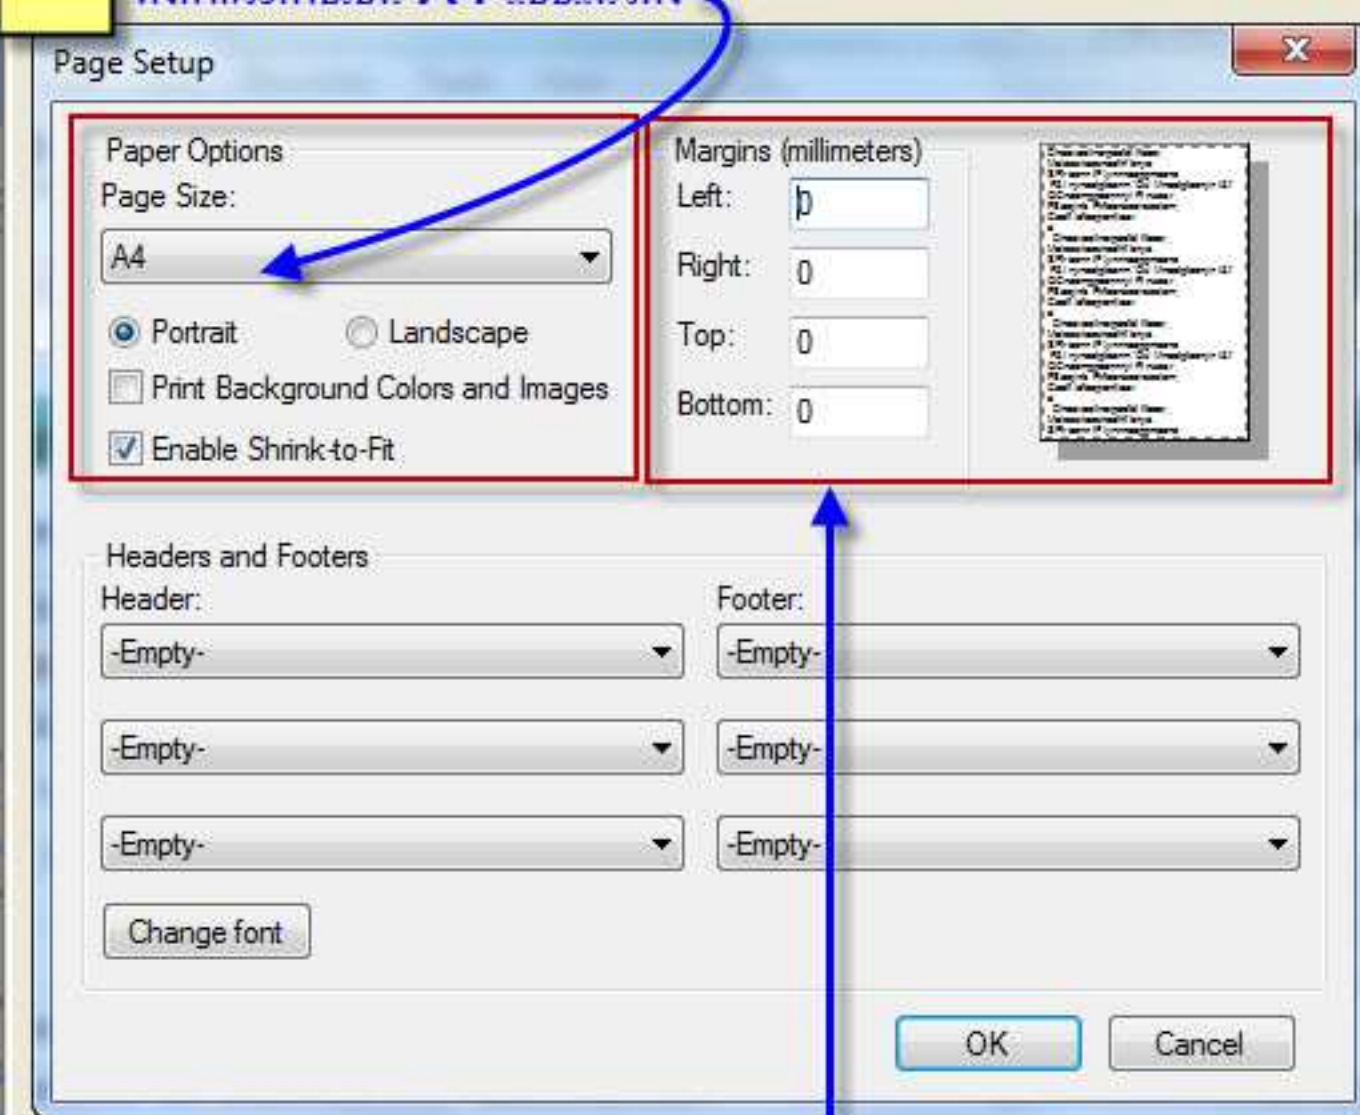 Page Setup
Paper Options
Page Size:
A4
Portrait Landscape
Print Background Colors and Images
Enable Shrink-to-Fit
Margins (millimeters)
Left: 0
Right: 0
Top: 0
Bottom: 0
Headers and Footers
Header: Footer:
-Empty- -Empty-
-Empty- -Empty-
-Empty- -Empty-
Change font
OK Cancel